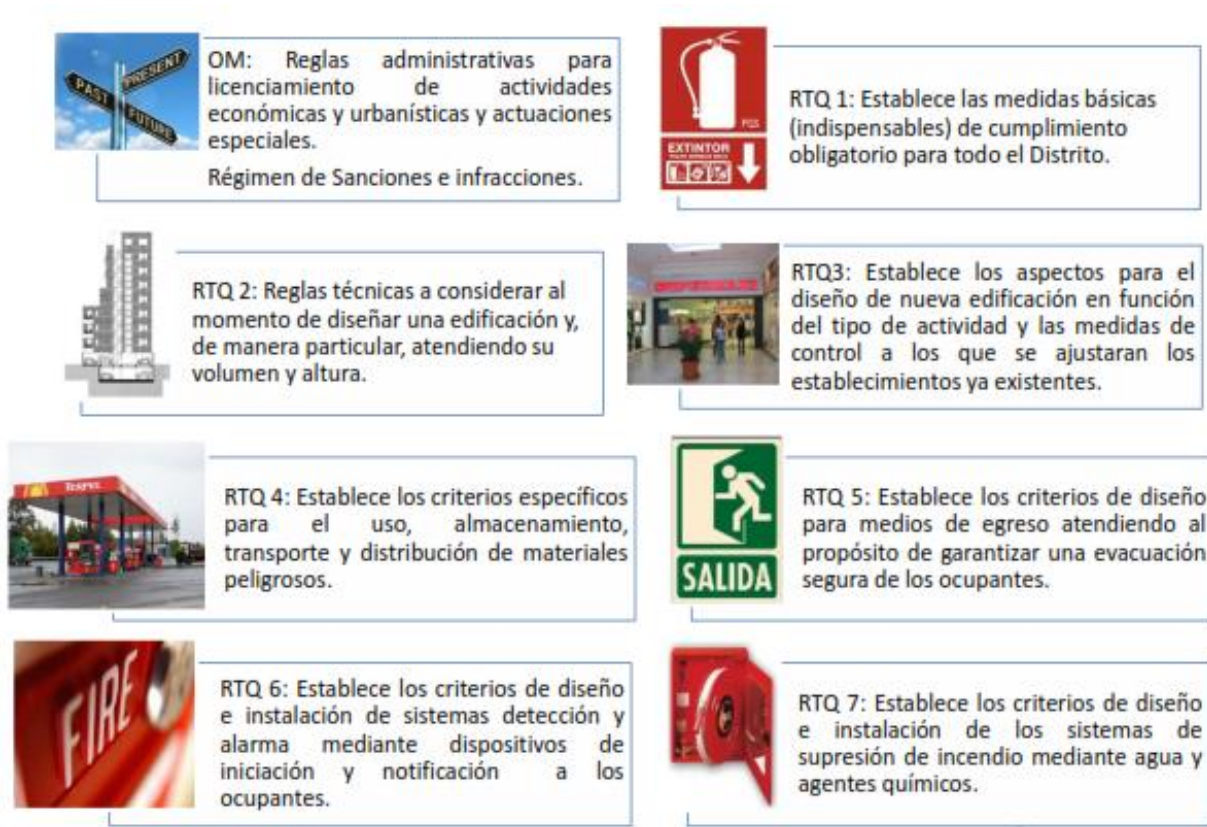 PAST
PRESENT
FUTURE
OM: Reglas administrativas para
licenciamiento de actividades
económicas y urbanísticas y actuaciones
especiales.
Régimen de Sanciones e infracciones.
EXTINTOR
RTQ 1: Establece las medidas básicas
(indispensables) de cumplimiento
obligatorio para todo el Distrito.
RTQ 2: Reglas técnicas a considerar al
momento de diseñar una edificación y,
de manera particular, atendiendo su
volumen y altura.
RTQ3: Establece los aspectos para el
diseño de nueva edificación en función
del tipo de actividad y las medidas de
control a los que se ajustaran los
establecimientos ya existentes.
RTQ 4: Establece los criterios específicos
para el uso, almacenamiento,
transporte y distribución de materiales
peligrosos.
SALIDA
RTQ 5: Establece los criterios de diseño
para medios de egreso atendiendo al
propósito de garantizar una evacuación
segura de los ocupantes.
FIRE
RTQ 6: Establece los criterios de diseño
e instalación de sistemas detección y
alarma mediante dispositivos de
iniciación y notificación a los
ocupantes.
RTQ 7: Establece los criterios de diseño
e instalación de los sistemas de
supresión de incendio mediante agua y
agentes químicos.